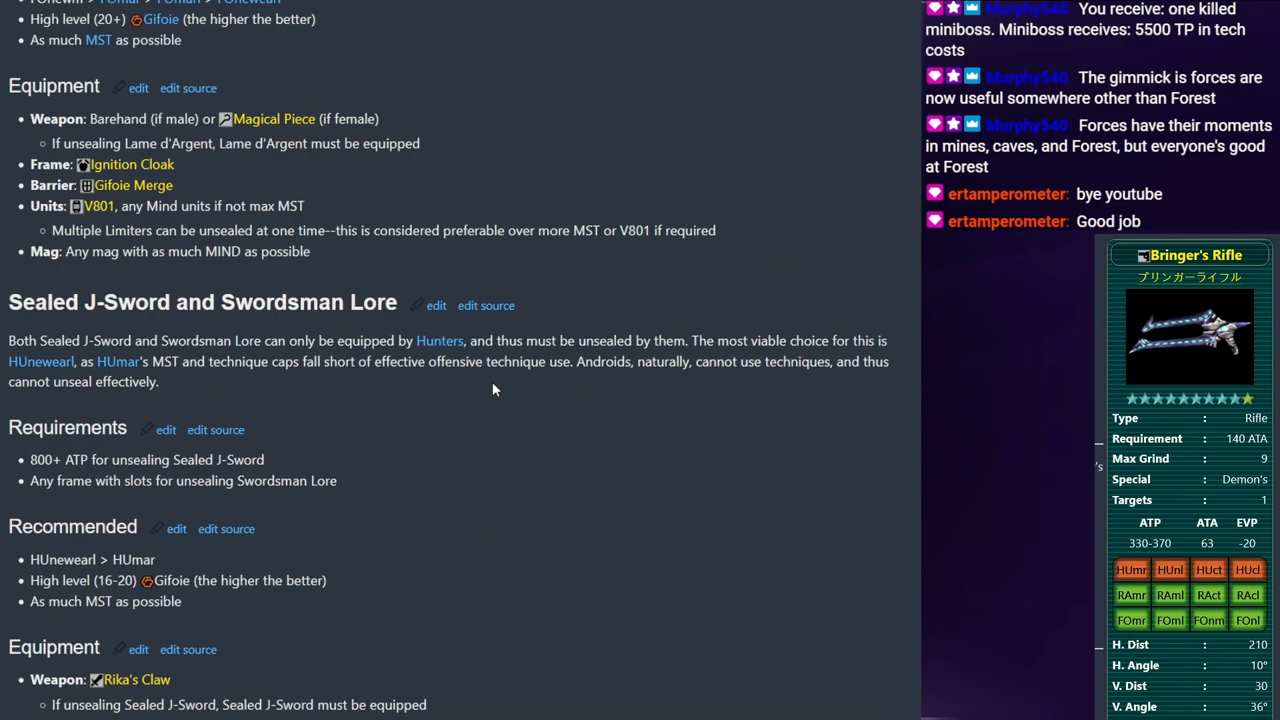 FOnewm > FOmar > FOmarl > FOnewearl
• High level (20+) Gifoie (the higher the better)
• As much MST as possible
Equipment edit edit source
• Weapon: Barehand (if male) or Magical Piece (if female)
If unsealing Lame d'Argent, Lame d'Argent must be equipped
• Frame: Ignition Cloak
• Barrier: Gifoie Merge
• Units: V801, any Mind units if not max MST
Multiple Limiters can be unsealed at one time--this is considered preferable over more MST or V801 if required
• Mag: Any mag with as much MIND as possible
Sealed J-Sword and Swordsman Lore edit edit source
Both Sealed J-Sword and Swordsman Lore can only be equipped by Hunters, and thus must be unsealed by them. The most viable choice for this is
HUnewearl, as HUmar's MST and technique caps fall short of effective offensive technique use. Androids, naturally, cannot use techniques, and thus
cannot unseal effectively.
Requirements edit edit source
• 800+ ATP for unsealing Sealed J-Sword
• Any frame with slots for unsealing Swordsman Lore
Recommended edit edit source
• HUnewearl > HUmar
• High level (16-20) Gifoie (the higher the better)
• As much MST as possible
Equipment edit edit source
• Weapon: Rika's Claw
If unsealing Sealed J-Sword, Sealed J-Sword must be equipped
Murphy540 You receive: one killed
miniboss. Miniboss receives: 5500 TP in tech
costs
Murphy540 The gimmick is forces are
now useful somewhere other than Forest
Murphy540 Forces have their moments
in mines, caves, and Forest, but everyone's good
at Forest
ertamperometer: bye youtube
ertamperometer: Good job
Bringer's Rifle
ブリンガーライフル
Type : Rifle
Requirement : 140 ATA
Max Grind : 9
Special : Demon's
Targets : 1
ATP ATA EVP
330-370 63 -20
HUmr HUnl HUct HUcl
RAmr RAml RAct RAcl
FOmr FOml FOnm FOnl
H. Dist : 210
H. Angle : 10°
V. Dist : 30
V. Angle : 36°
's